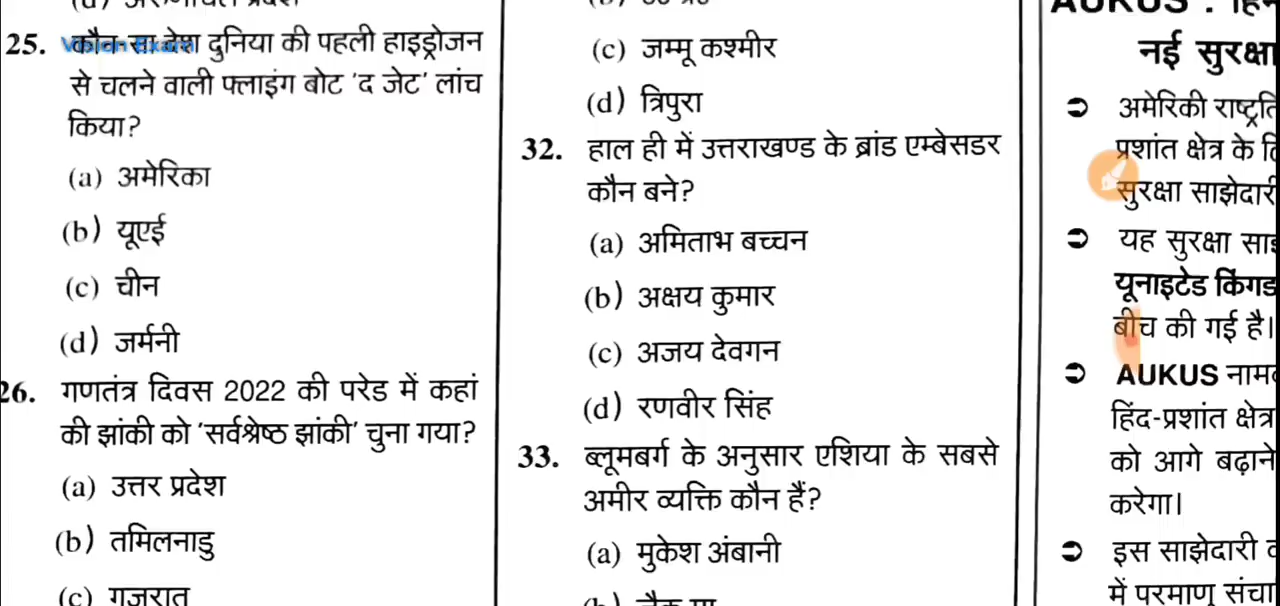 25. कौन सा देश दुनिया की पहली हाइड्रोजन
Vision Exam
से चलने वाली फ्लाइंग बोट 'द जेट' लांच
किया?
(a) अमेरिका
(b) यूएई
(c) चीन
(d) जर्मनी
26. गणतंत्र दिवस 2022 की परेड में कहां
की झांकी को 'सर्वश्रेष्ठ झांकी' चुना गया?
(a) उत्तर प्रदेश
(b) तमिलनाडु
(c) गुजरात
(c) जम्मू कश्मीर
(d) त्रिपुरा
32. हाल ही में उत्तराखण्ड के ब्रांड एम्बेसडर
कौन बने?
(a) अमिताभ बच्चन
(b) अक्षय कुमार
(c) अजय देवगन
(d) रणवीर सिंह
33. ब्लूमबर्ग के अनुसार एशिया के सबसे
अमीर व्यक्ति कौन हैं?
(a) मुकेश अंबानी
AUKUS :
नई सुरक्षा
➲ अमेरिकी
प्रशांत क्षेत्र के
सुरक्षा
➲ यह सुरक्षा
यूनाइटेड
बीच की गई है।
➲ AUKUS
हिंद-प्रशांत क्षेत्र
को आगे बढ़ाने
करेगा।
➲ इस साझेदारी
में परमाणु